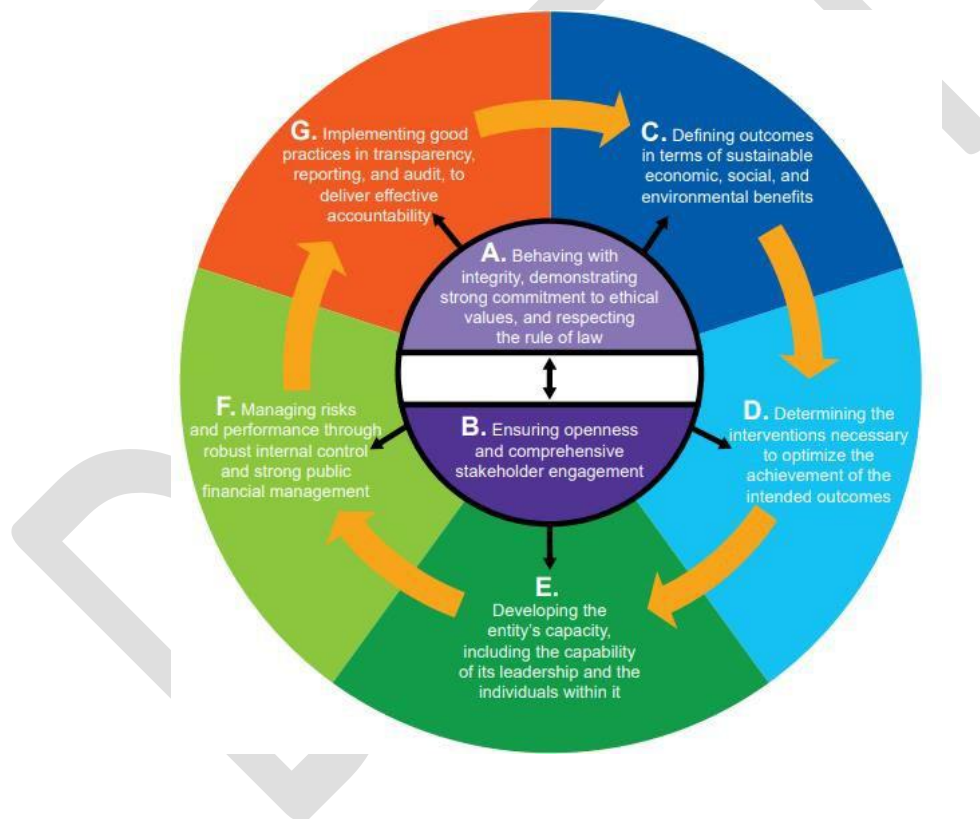 G. Implementing good
practices in transparency,
reporting, and audit, to
deliver effective
accountability
C. Defining outcomes
in terms of sustainable
economic, social, and
environmental benefits
A. Behaving with
integrity, demonstrating
strong commitment to ethical
values, and respecting
the rule of law
B. Ensuring openness
and comprehensive
stakeholder engagement
D. Determining the
interventions necessary
to optimize the
achievement of the
intended outcomes
E.
Developing the
entity's capacity,
including the capability
of its leadership and the
individuals within it
F. Managing risks
and performance through
robust internal control
and strong public
financial management